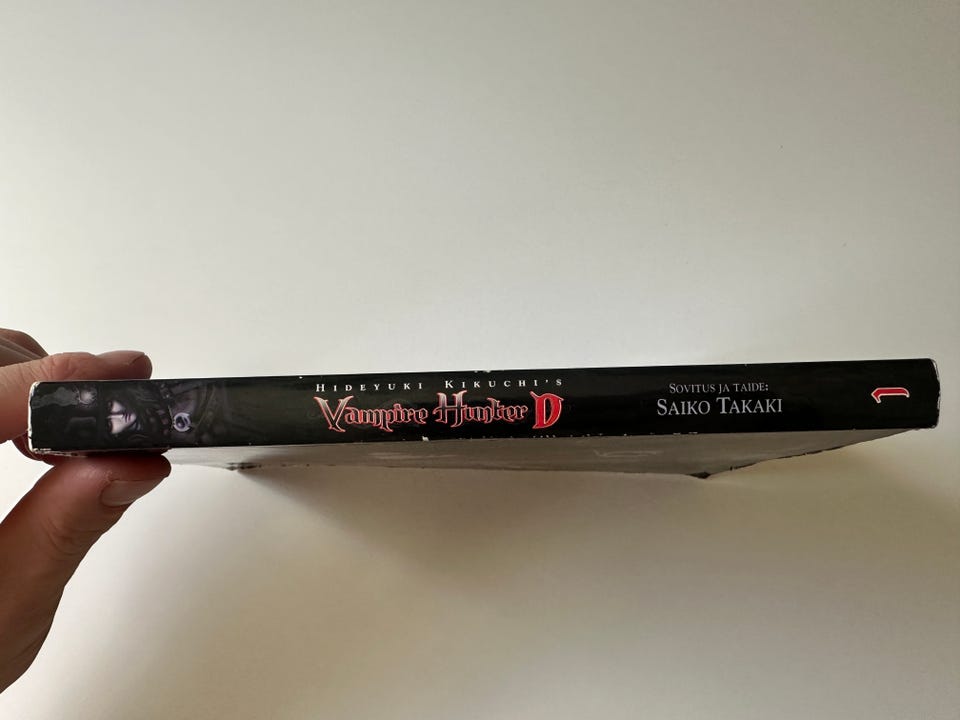 HIDEYUKI KIKUCHI'S
Vampire Hunter D
SOVITUS JA TAIDE:
SAIKO TAKAKI
1